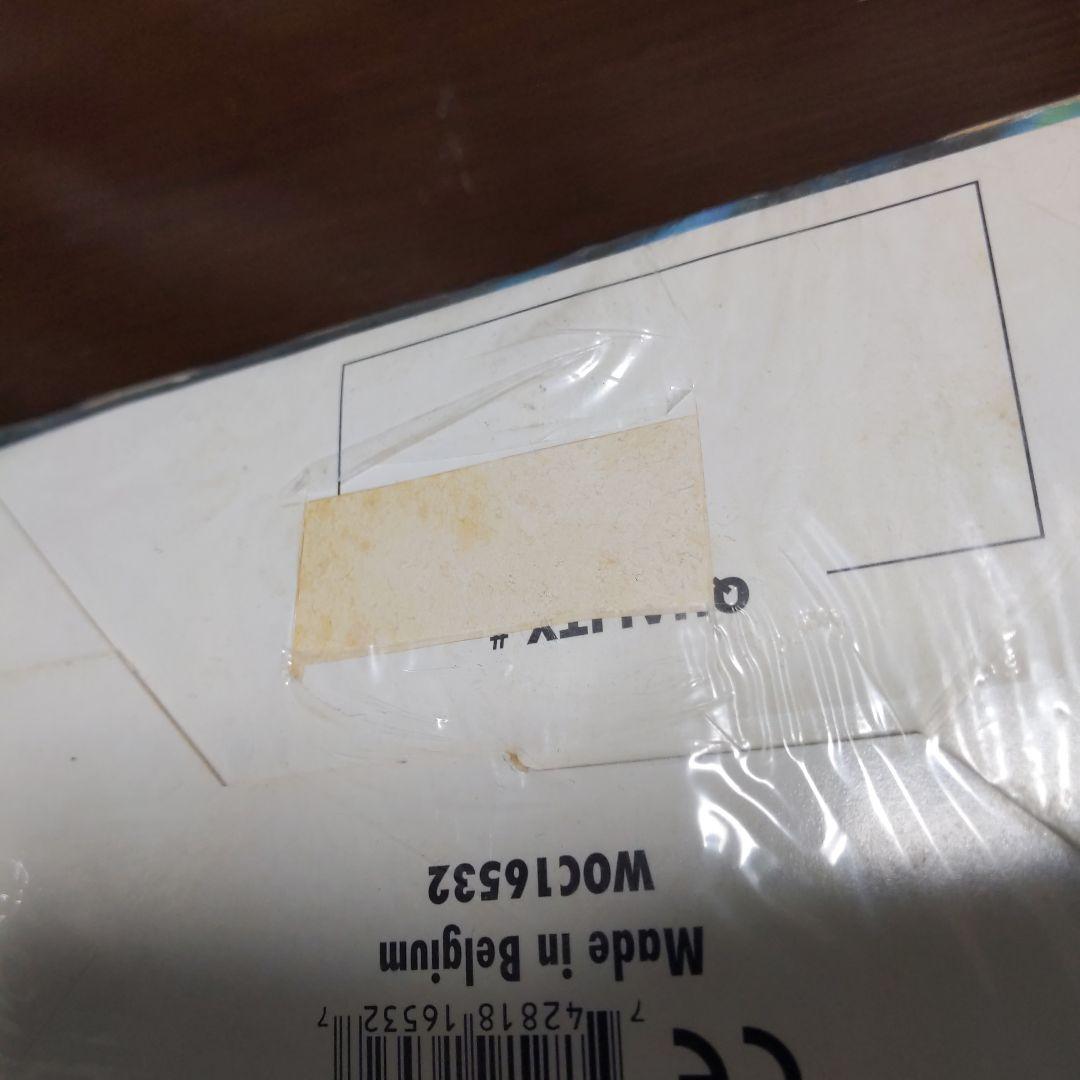 CE
7 42818 16532 7
Made in Belgium
WOC16532
QUALITY #